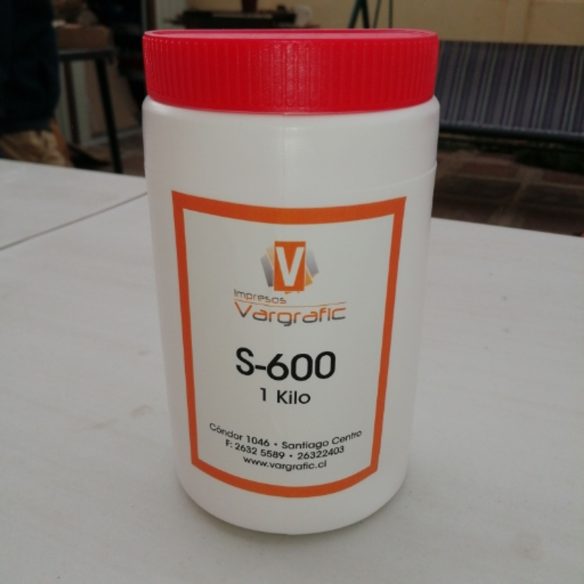 V
Impresos
Vargrafic
S-600
1 Kilo
Cóndor 1046 • Santiago Centro
F: 2632 5589 • 26322403
www.vargrafic.cl